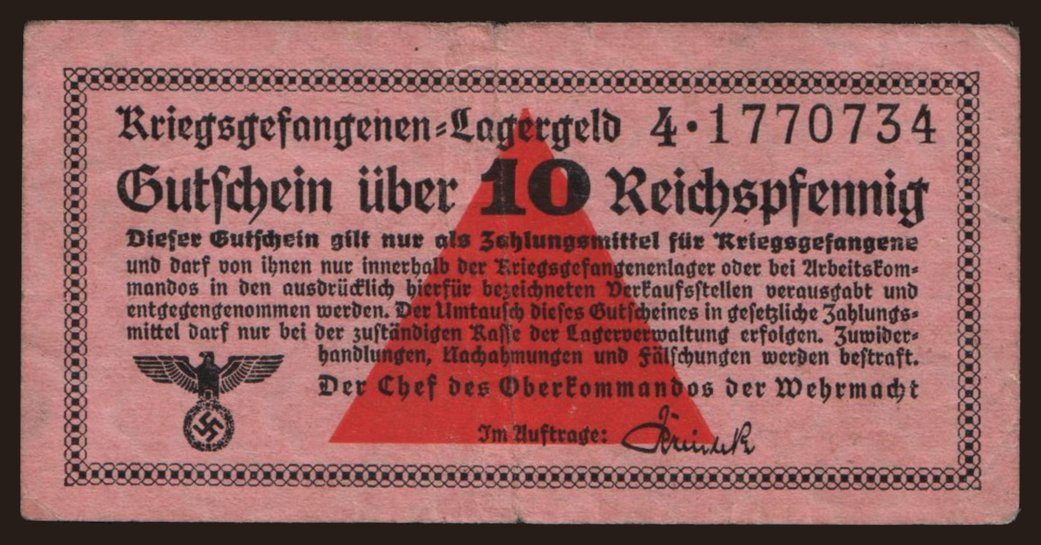 Kriegsgefangenen-Lagergeld 4·1770734
Gutschein über 10 Reichspfennig
Dieser Gutschein gilt nur als Zahlungsmittel für Kriegsgefangene
und darf von ihnen nur innerhalb der Kriegsgefangenenlager oder bei Arbeitskom-
mandos in den ausdrücklich hierfür bezeichneten Verkaufsstellen verausgabt und
entgegengenommen werden. Der Umtausch dieses Gutscheines in gesetzliche Zahlungs-
mittel darf nur bei der zuständigen Kasse der Lagerverwaltung erfolgen. Zuwider-
handlungen, Nachahmungen und Fälschungen werden bestraft.
Der Chef des Oberkommandos der Wehrmacht
Im Auftrage: